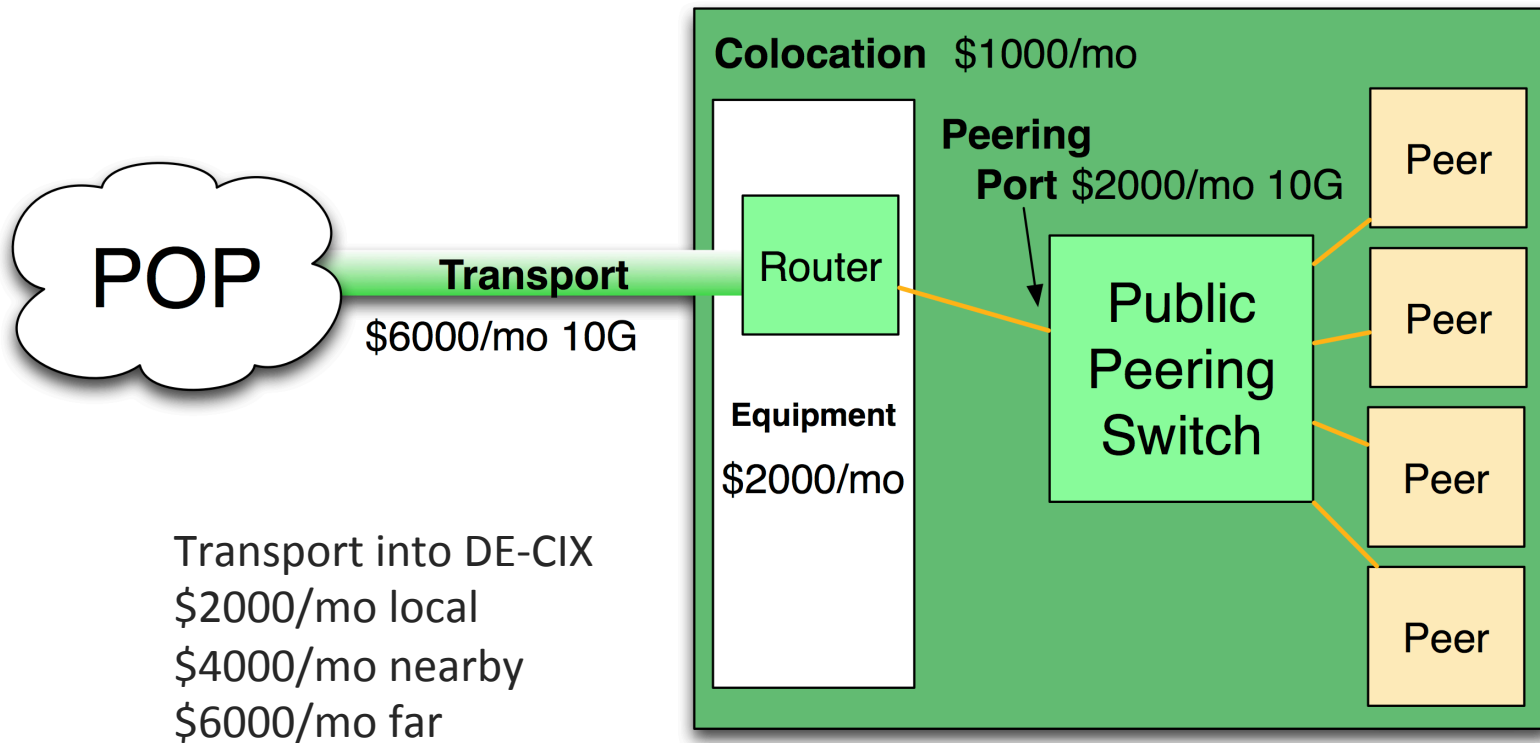 Colocation $1000/mo
Peering
Port $2000/mo 10G
POP
Transport
$6000/mo 10G
Router
Equipment
$2000/mo
Public
Peering
Switch
Peer
Peer
Peer
Peer
Transport into DE-CIX
$2000/mo local
$4000/mo nearby
$6000/mo far